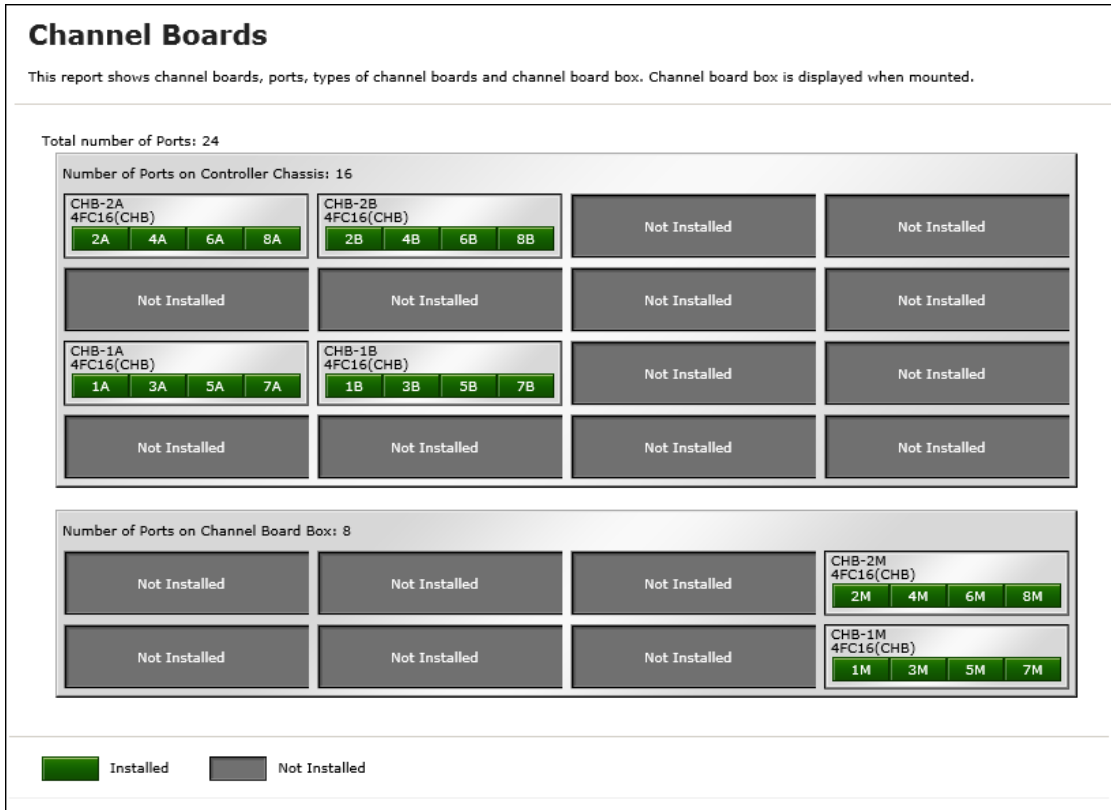 Channel Boards
This report shows channel boards, ports, types of channel boards and channel board box. Channel board box is displayed when mounted.
Total number of Ports: 24
Number of Ports on Controller Chassis: 16
CHB-2A
4FC16(CHB)
2A 4A 6A 8A
CHB-2B
4FC16(CHB)
2B 4B 6B 8B
Not Installed
Not Installed
Not Installed
Not Installed
Not Installed
Not Installed
CHB-1A
4FC16(CHB)
1A 3A 5A 7A
CHB-1B
4FC16(CHB)
1B 3B 5B 7B
Not Installed
Not Installed
Not Installed
Not Installed
Not Installed
Not Installed
Number of Ports on Channel Board Box: 8
Not Installed
Not Installed
Not Installed
CHB-2M
4FC16(CHB)
2M 4M 6M 8M
Not Installed
Not Installed
Not Installed
CHB-1M
4FC16(CHB)
1M 3M 5M 7M
Installed
Not Installed